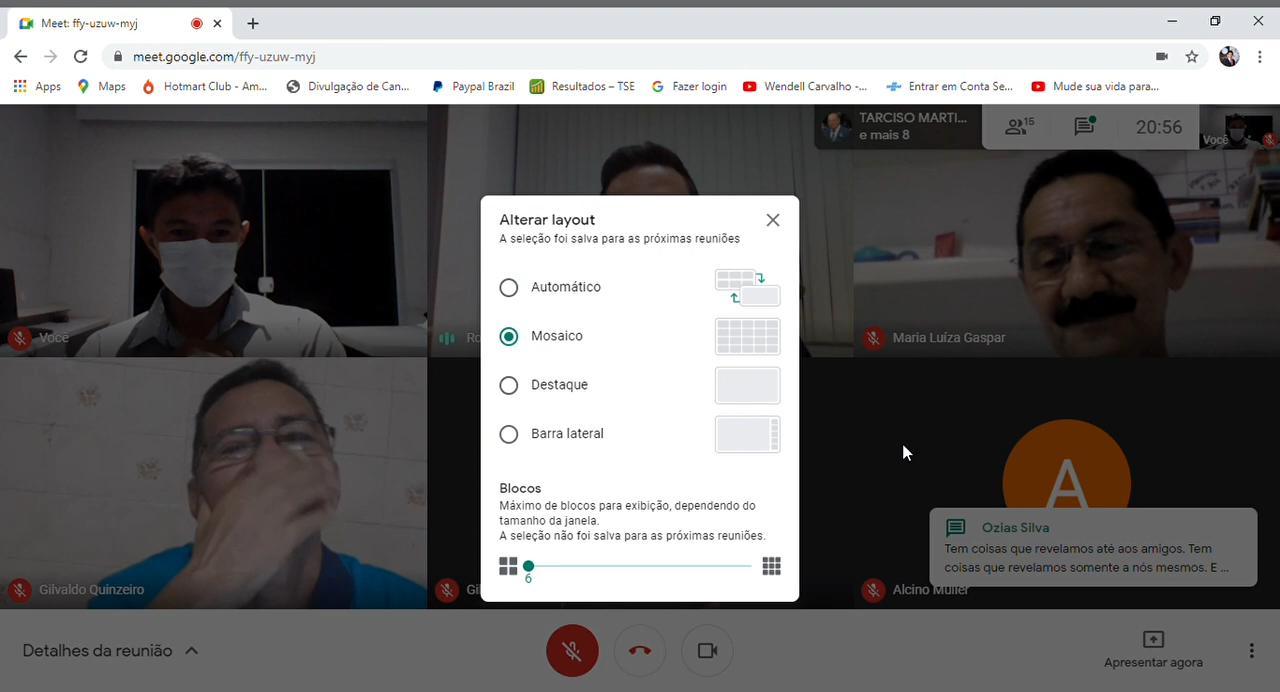 Meet: ffy-uzuw-myj
meet.google.com/ffy-uzuw-myj
Apps
Maps
Hotmart Club - Am...
Divulgação de Can...
Paypal Brazil
Resultados – TSE
Fazer login
Wendell Carvalho -...
Entrar em Conta Se...
Mude sua vida para...
TARCISO MARTI...
e mais 8
15
20:56
Você
Alterar layout
A seleção foi salva para as próximas reuniões
Automático
Mosaico
Destaque
Barra lateral
Blocos
Máximo de blocos para exibição, dependendo do
tamanho da janela.
A seleção não foi salva para as próximas reuniões.
6
Você
Ro
Maria Luíza Gaspar
Gilvaldo Quinzeiro
Gil
A
Alcino Muller
Ozias Silva
Tem coisas que revelamos até aos amigos. Tem
coisas que revelamos somente a nós mesmos. E ...
Detalhes da reunião
Apresentar agora